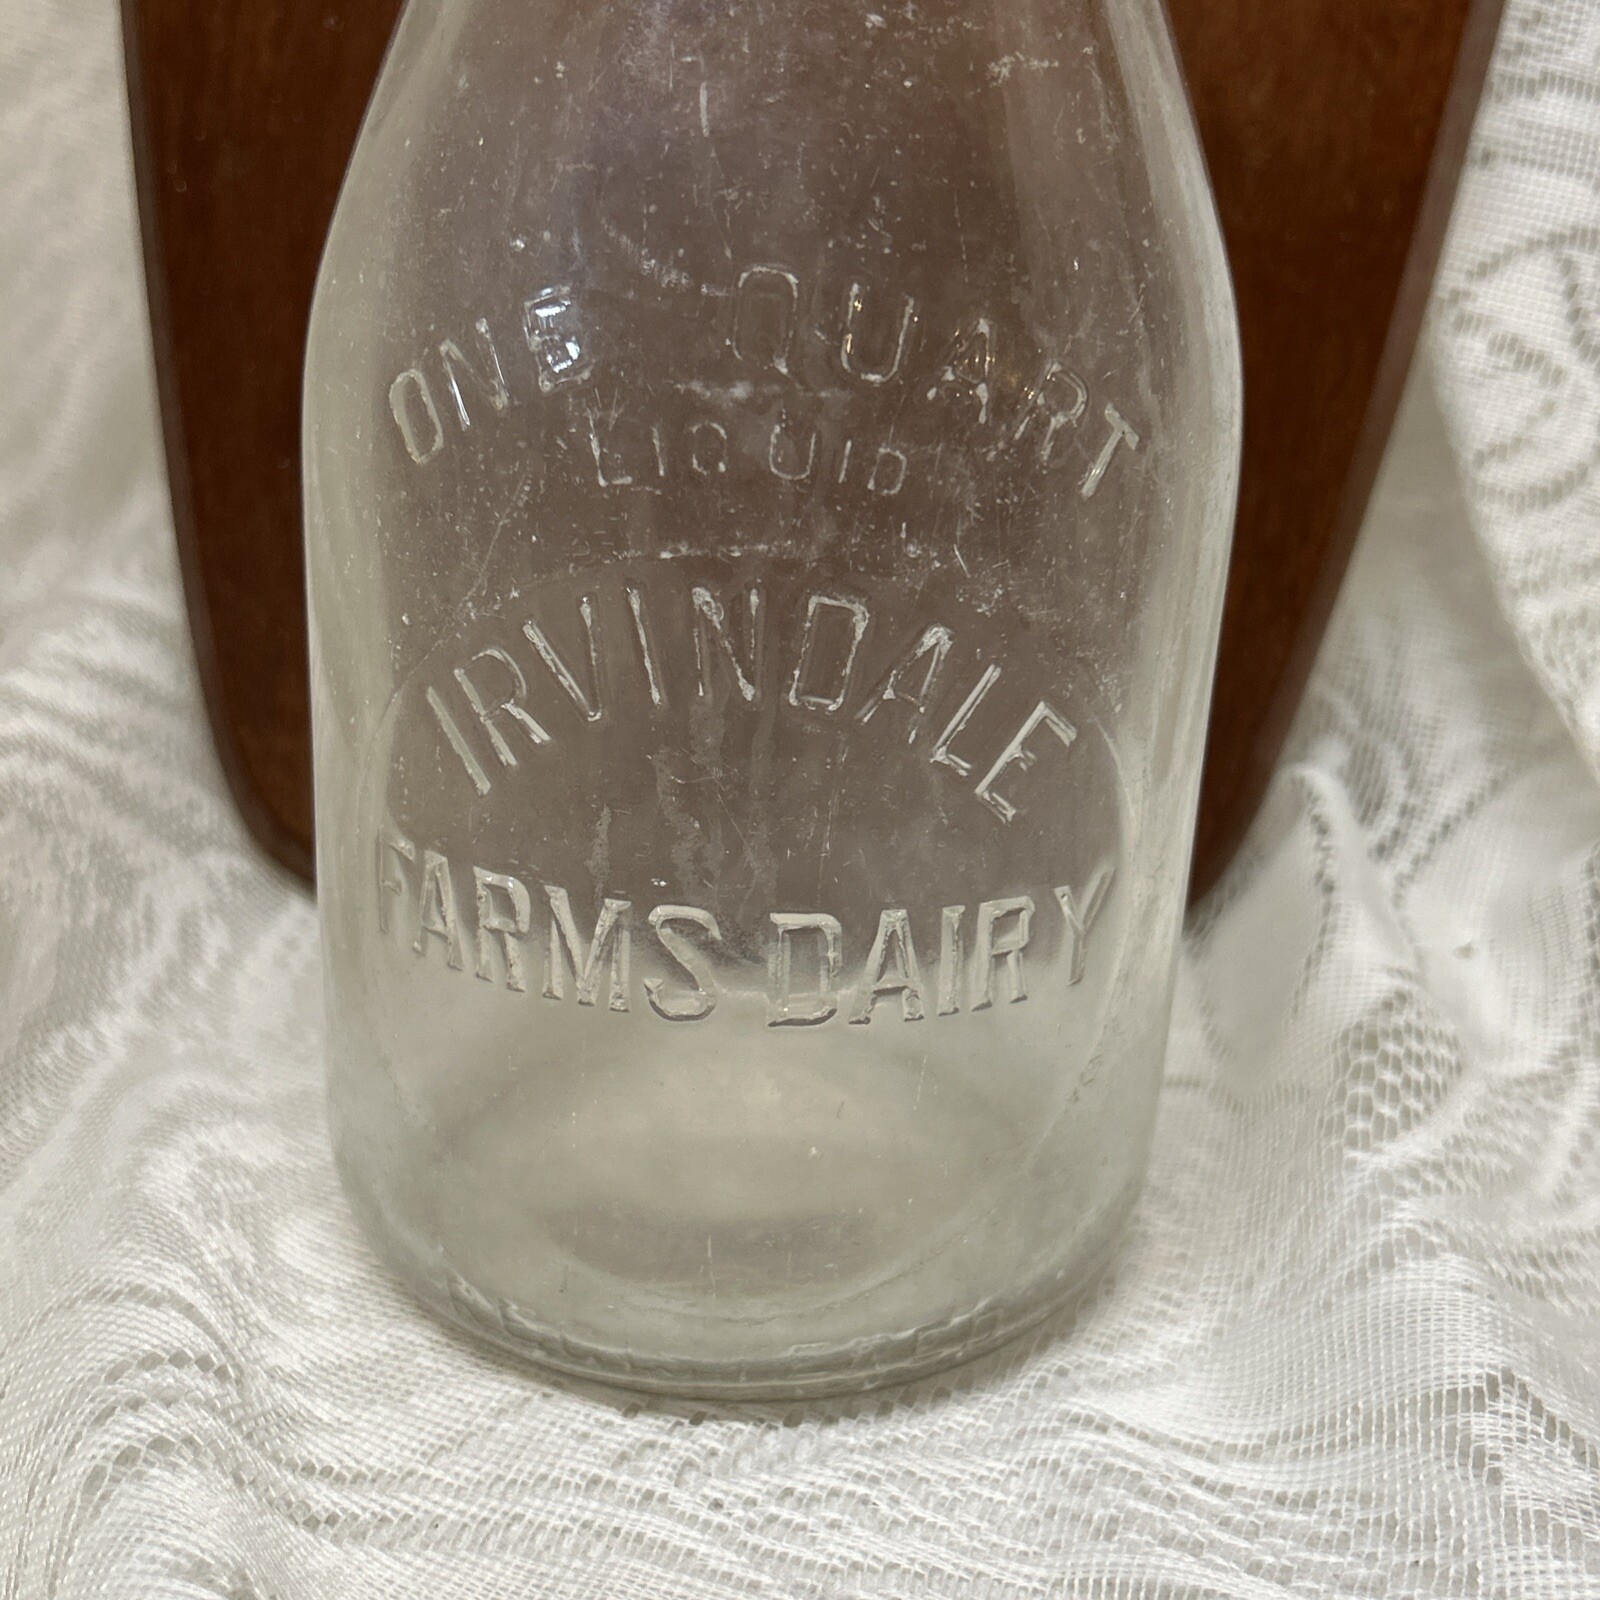 ONE QUART
LIQUID
IRVINDALE
FARMS DAIRY